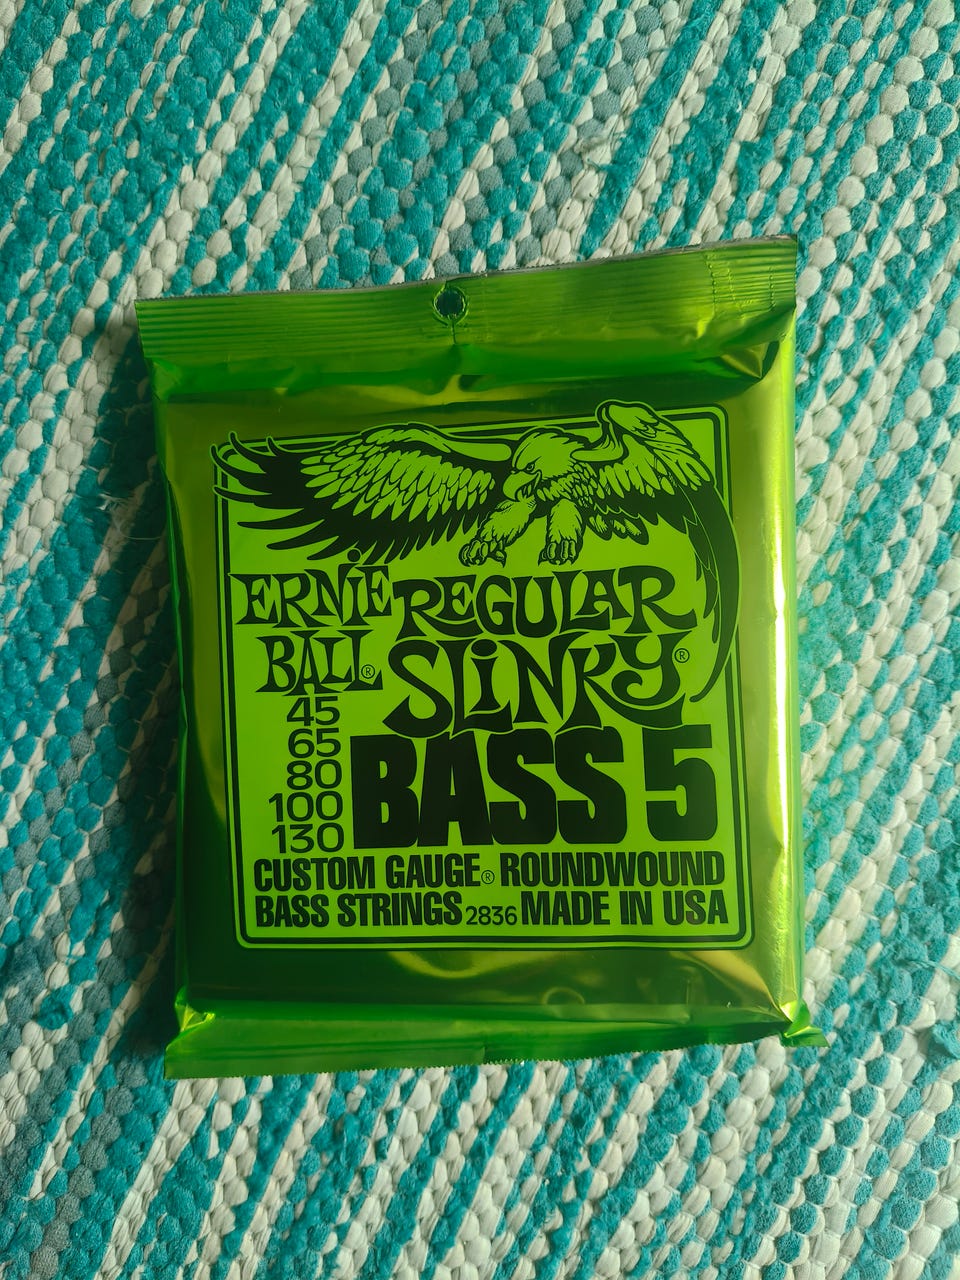 ERNIE BALL®
REGULAR SLINKY®
45
65
80
100
130
BASS 5
CUSTOM GAUGE® ROUNDWOUND
BASS STRINGS 2836 MADE IN USA